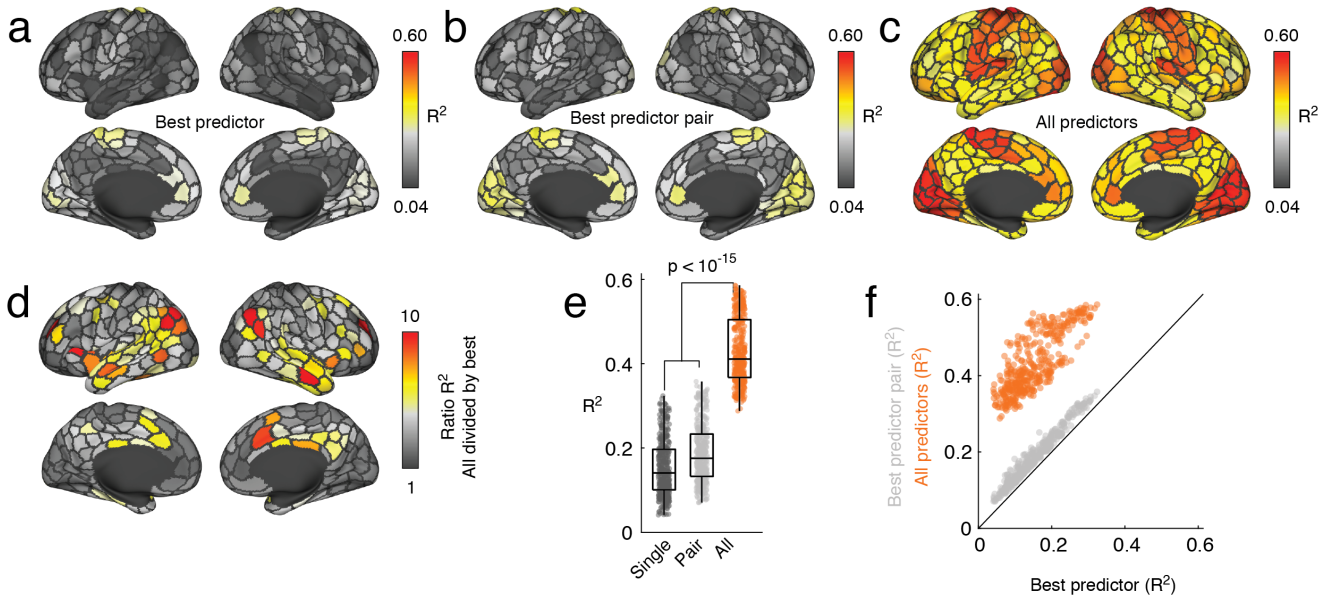 a
0.60
R²
0.04
Best predictor
b
0.60
R²
0.04
Best predictor pair
c
0.60
R²
0.04
All predictors
d
10
1
Ratio R²
All divided by best
e
p < 10⁻¹⁵
0.6
0.4
R²
0.2
0
Single
Pair
All
f
0.6
0.4
0.2
0
Best predictor pair (R²)
All predictors (R²)
0
0.2
0.4
0.6
Best predictor (R²)